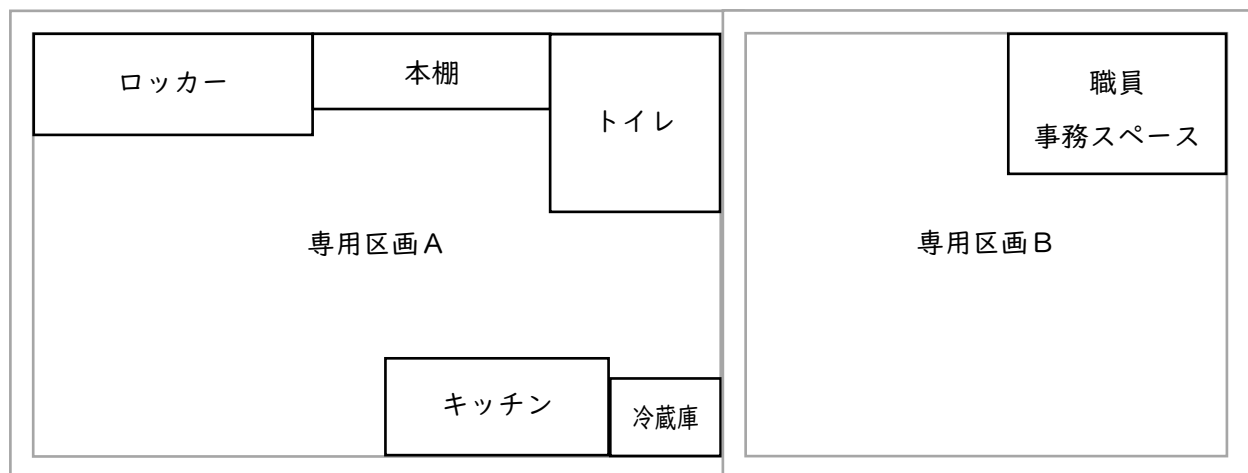 ロッカー
本棚
トイレ
職員
事務スペース
専用区画A
専用区画B
キッチン
冷蔵庫